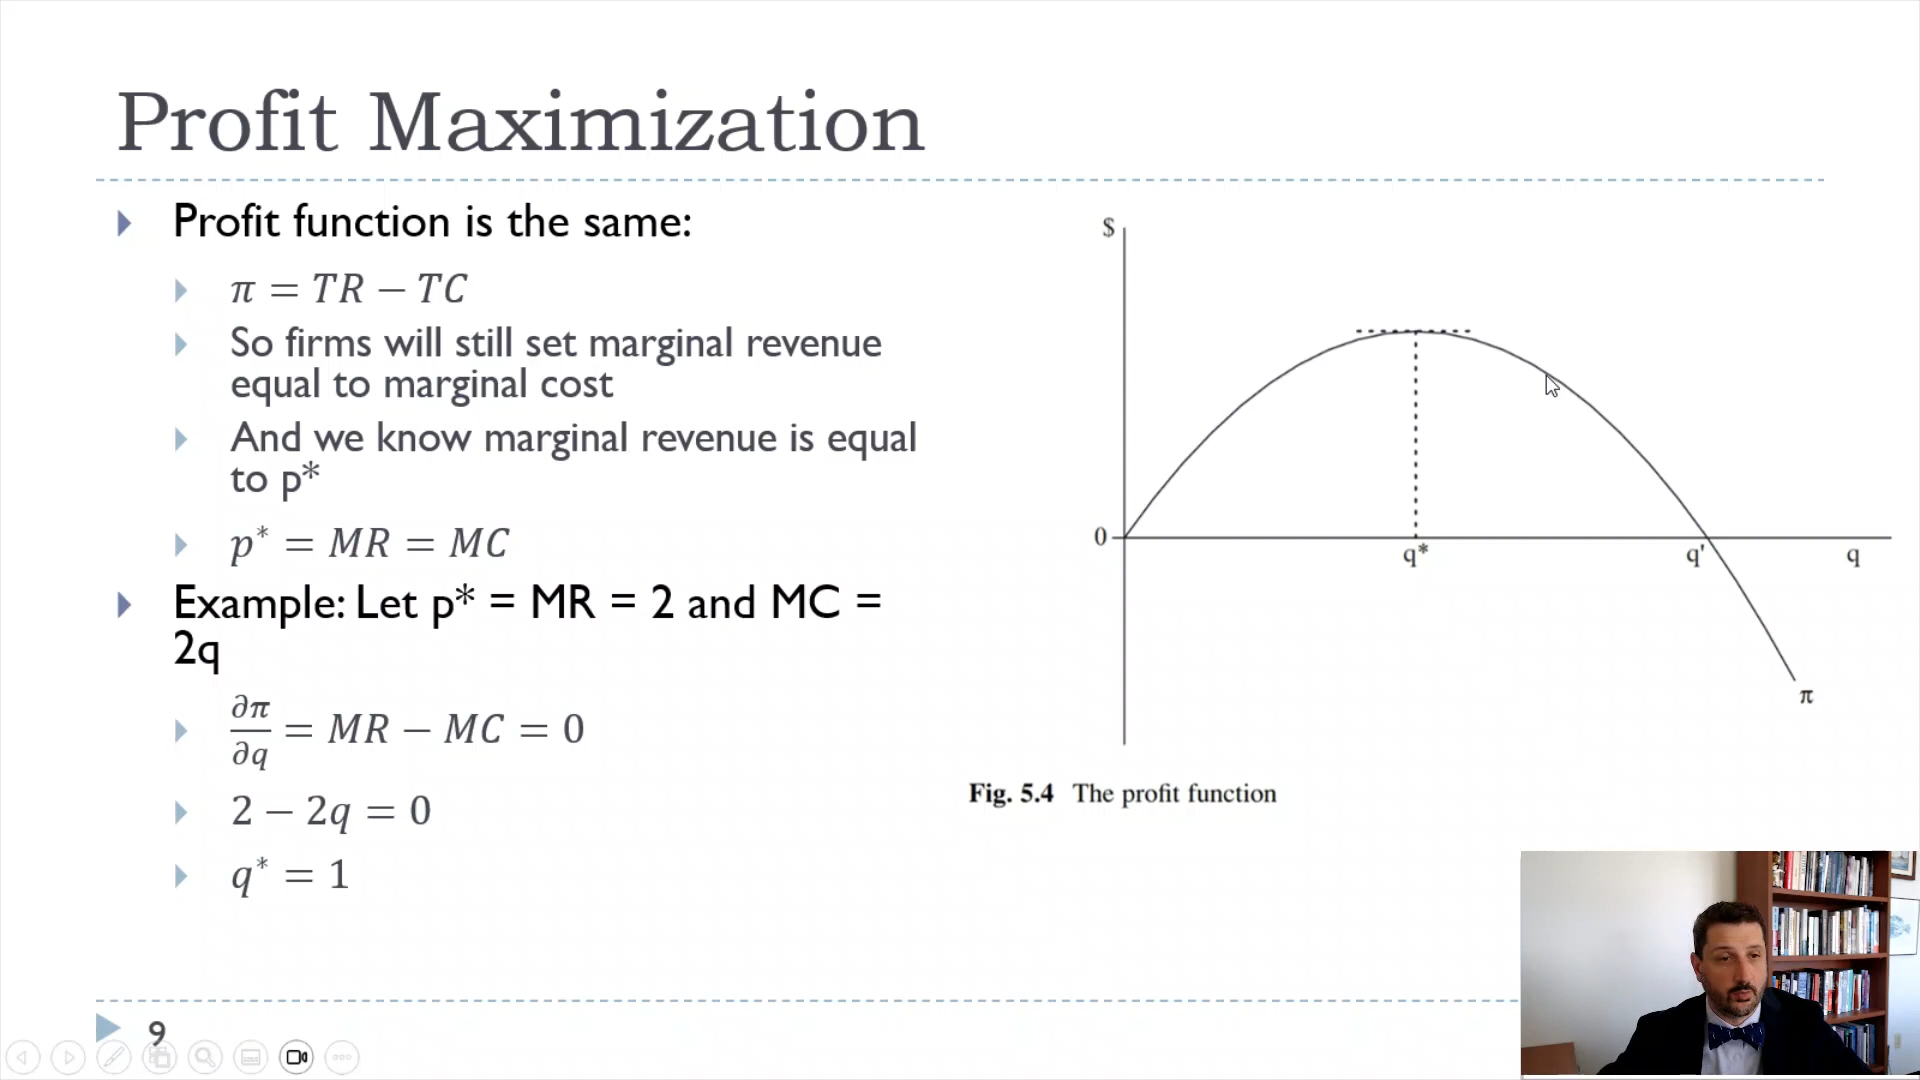 Profit Maximization
Profit function is the same:
π = TR − TC
So firms will still set marginal revenue
equal to marginal cost
And we know marginal revenue is equal
to p*
p* = MR = MC
Example: Let p* = MR = 2 and MC =
2q
∂π/∂q = MR − MC = 0
2 − 2q = 0
q* = 1
$
0
q*
q'
q
π
Fig. 5.4 The profit function
9